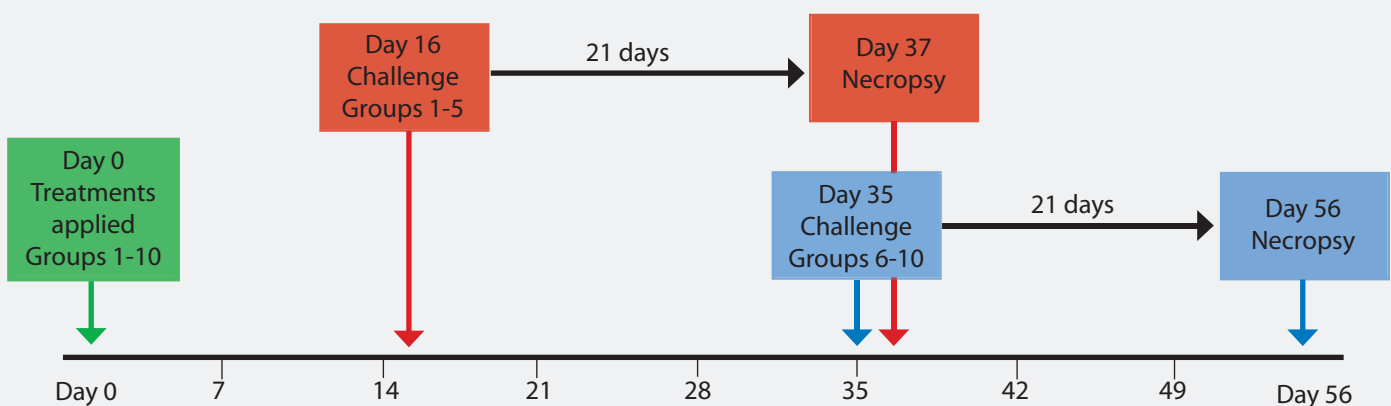 Day 16
Challenge
Groups 1-5
21 days
Day 37
Necropsy
Day 0
Treatments
applied
Groups 1-10
Day 35
Challenge
Groups 6-10
21 days
Day 56
Necropsy
Day 0 7 14 21 28 35 42 49 Day 56